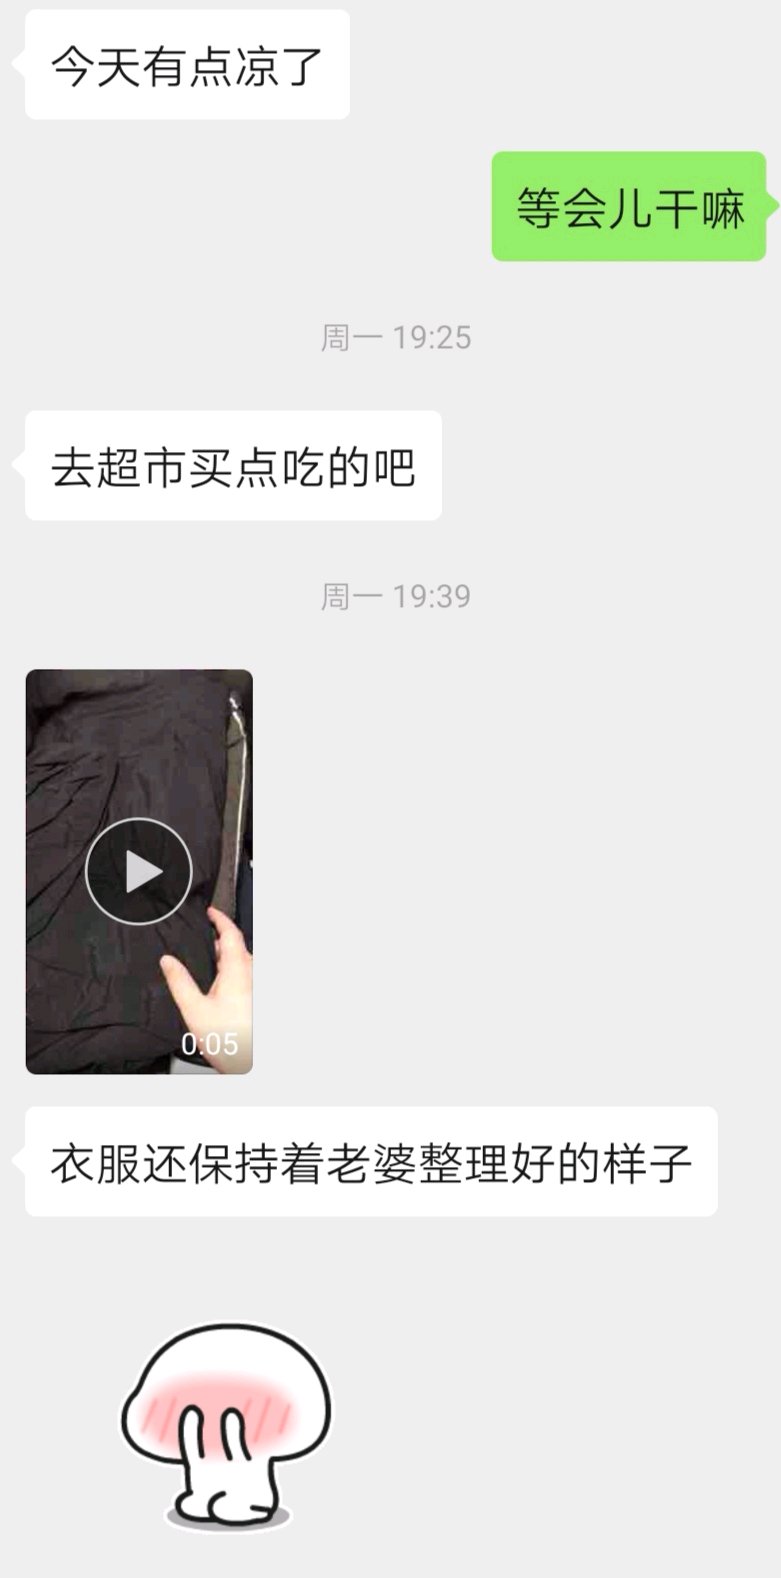 今天有点凉了
等会儿干嘛
周一 19:25
去超市买点吃的吧
周一 19:39
0:05
衣服还保持着老婆整理好的样子